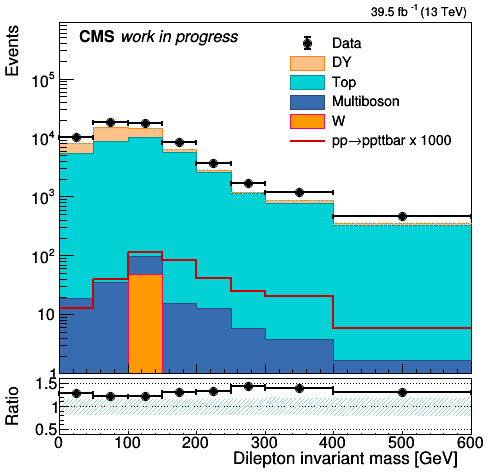 39.5 fb⁻¹ (13 TeV)
CMS work in progress
Events
Data
DY
Top
Multiboson
W
pp→ppttbar x 1000
10⁵
10⁴
10³
10²
10
1
Ratio
1.5
1
0.5
0 100 200 300 400 500 600
Dilepton invariant mass [GeV]